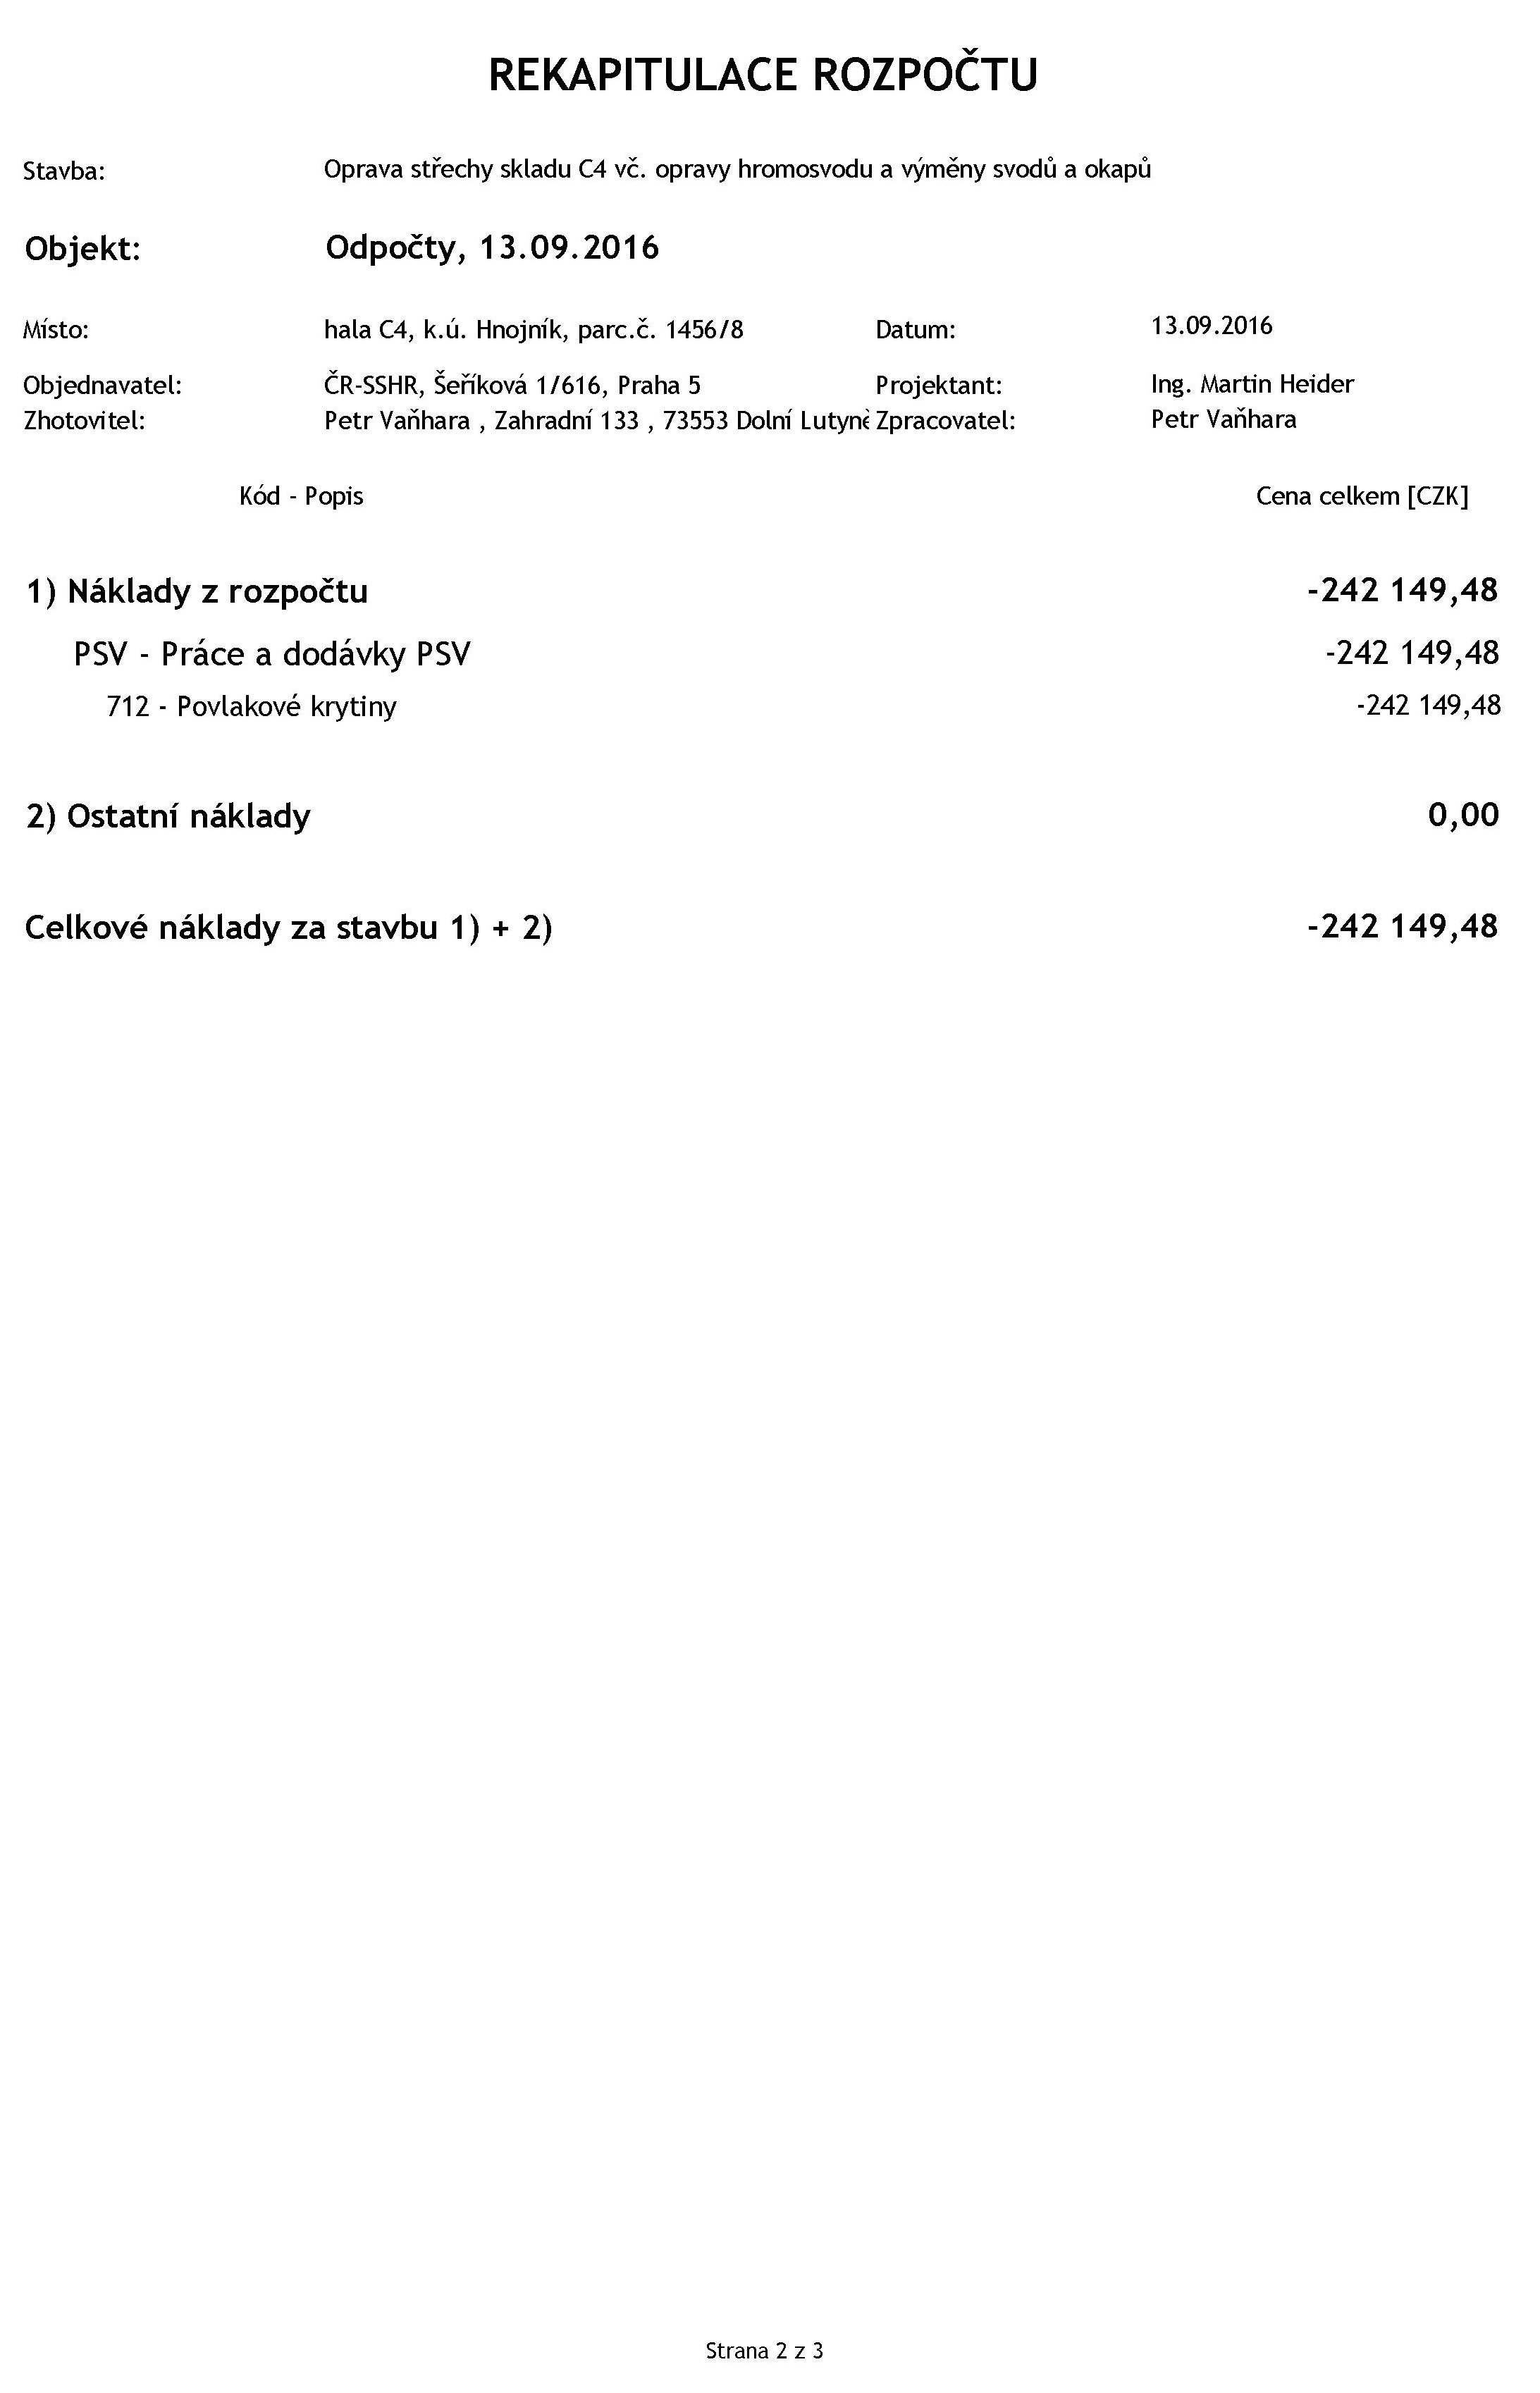 REKAPITULACE ROZPOČTU
Stavba: Oprava střechy skladu C4 vč. opravy hromosvodu a výměny svodů a okapů
Objekt: Odpočty, 13.09.2016
Místo: hala C4, k.ú. Hnojník, parc.č. 1456/8 Datum: 13.09.2016
Objednavatel: ČR-SSHR, Šeříková 1/616, Praha 5 Projektant: Ing. Martin Heider
Zhotovitel: Petr Vaňhara , Zahradní 133 , 73553 Dolní Lutyně Zpracovatel: Petr Vaňhara
Kód - Popis Cena celkem [CZK]
1) Náklady z rozpočtu -242 149,48
PSV - Práce a dodávky PSV -242 149,48
712 - Povlakové krytiny -242 149,48
2) Ostatní náklady 0,00
Celkové náklady za stavbu 1) + 2) -242 149,48
Strana 2 z 3